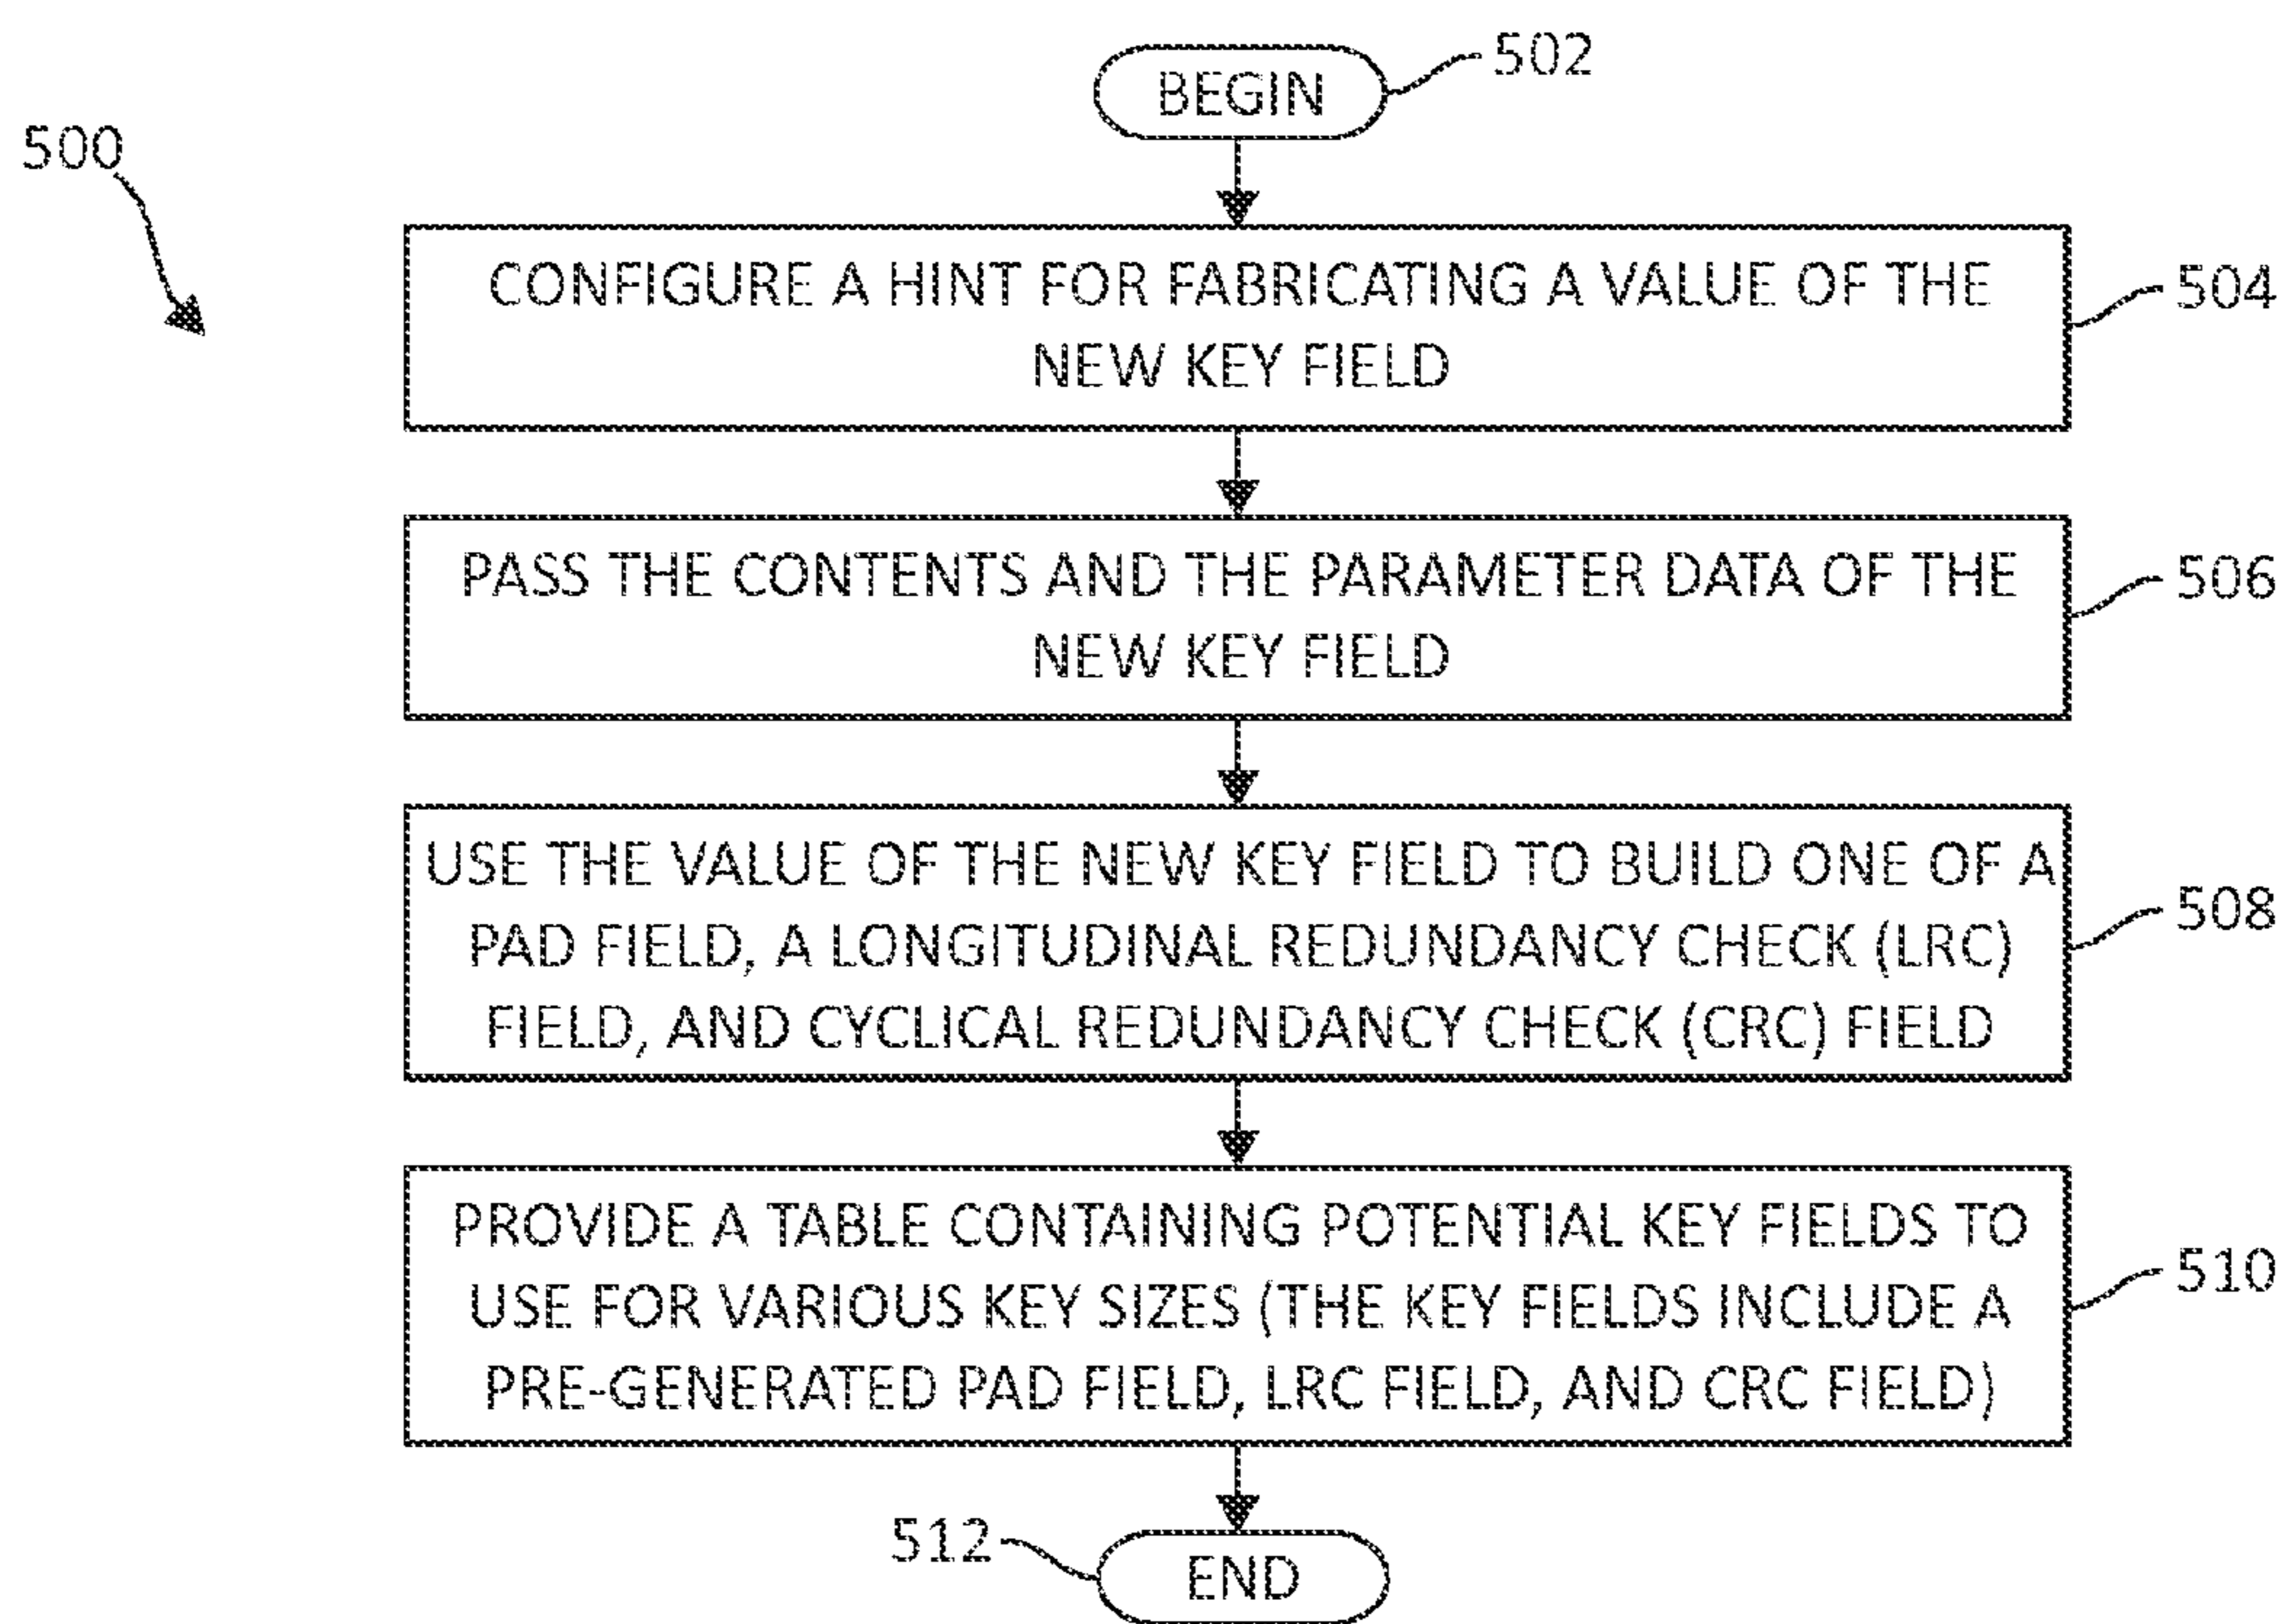 502
BEGIN
500
CONFIGURE A HINT FOR FABRICATING A VALUE OF THE
NEW KEY FIELD
504
PASS THE CONTENTS AND THE PARAMETER DATA OF THE
NEW KEY FIELD
506
USE THE VALUE OF THE NEW KEY FIELD TO BUILD ONE OF A
PAD FIELD, A LONGITUDINAL REDUNDANCY CHECK (LRC)
FIELD, AND CYCLICAL REDUNDANCY CHECK (CRC) FIELD
508
PROVIDE A TABLE CONTAINING POTENTIAL KEY FIELDS TO
USE FOR VARIOUS KEY SIZES (THE KEY FIELDS INCLUDE A
PRE-GENERATED PAD FIELD, LRC FIELD, AND CRC FIELD)
510
512
END